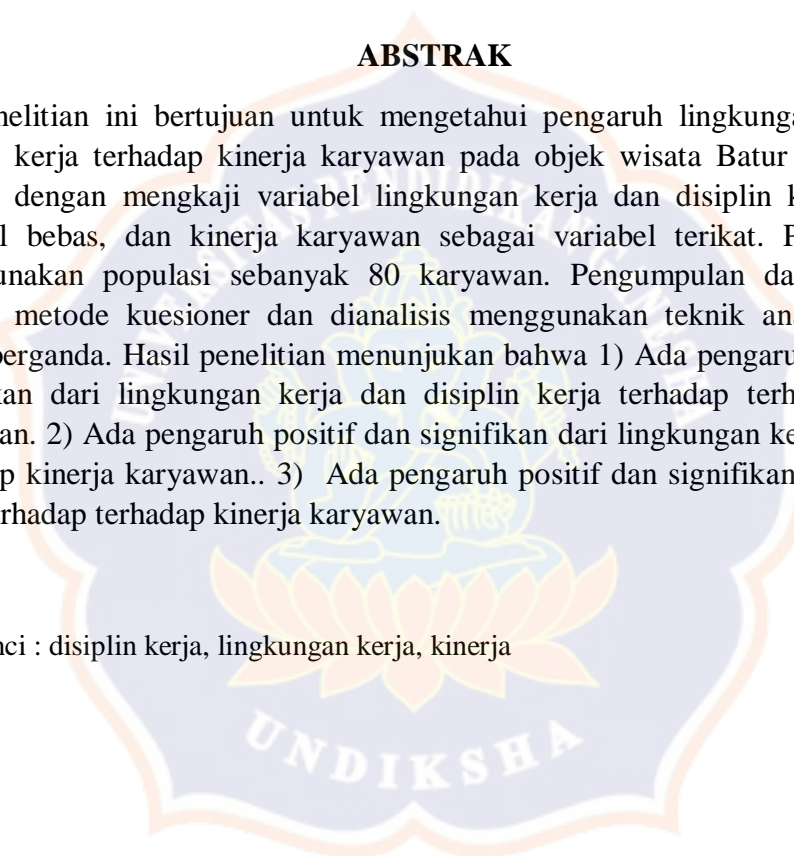 ABSTRAK
nelitian ini bertujuan untuk mengetahui pengaruh lingkunga
kerja terhadap kinerja karyawan pada objek wisata Batur
dengan mengkaji variabel lingkungan kerja dan disiplin k
l bebas, dan kinerja karyawan sebagai variabel terikat. P
unakan populasi sebanyak 80 karyawan. Pengumpulan da
metode kuesioner dan dianalisis menggunakan teknik an
berganda. Hasil penelitian menunjukan bahwa 1) Ada pengaru
kan dari lingkungan kerja dan disiplin kerja terhadap terh
an. 2) Ada pengaruh positif dan signifikan dari lingkungan ke
p kinerja karyawan.. 3) Ada pengaruh positif dan signifikan
rhadap terhadap kinerja karyawan.
nci : disiplin kerja, lingkungan kerja, kinerja
UNIVERSITAS PENDIDIKAN GANESHA
UNDIKSHA